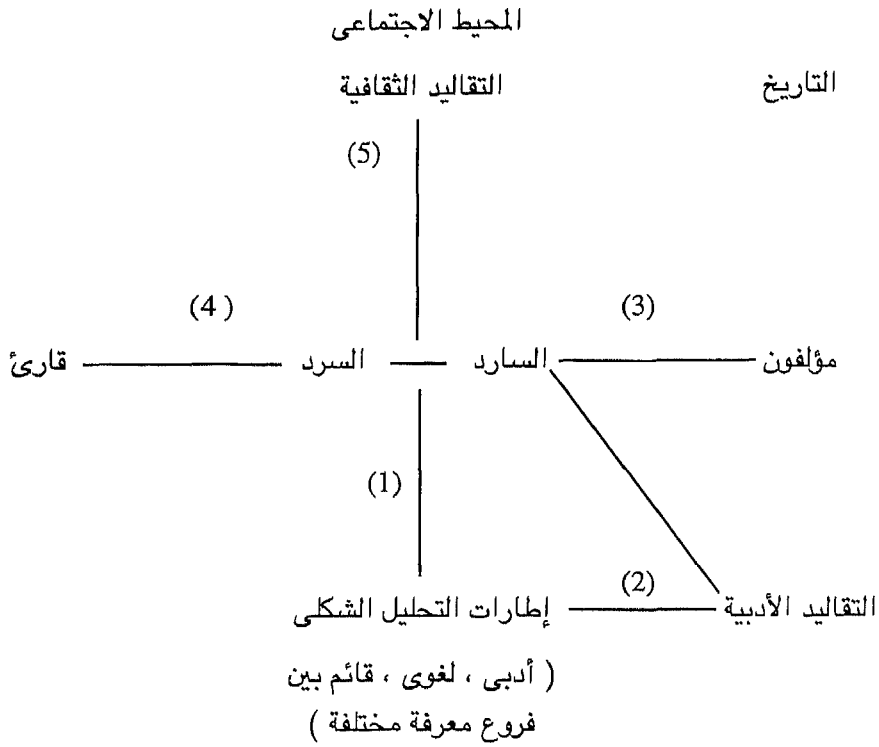 المحيط الاجتماعى
التقاليد الثقافية
التاريخ
(5)
(3)
(4)
مؤلفون
السارد
السرد
قارئ
(1)
(2)
التقاليد الأدبية
إطارات التحليل الشكلى
( أدبى ، لغوى ، قائم بين
فروع معرفة مختلفة )